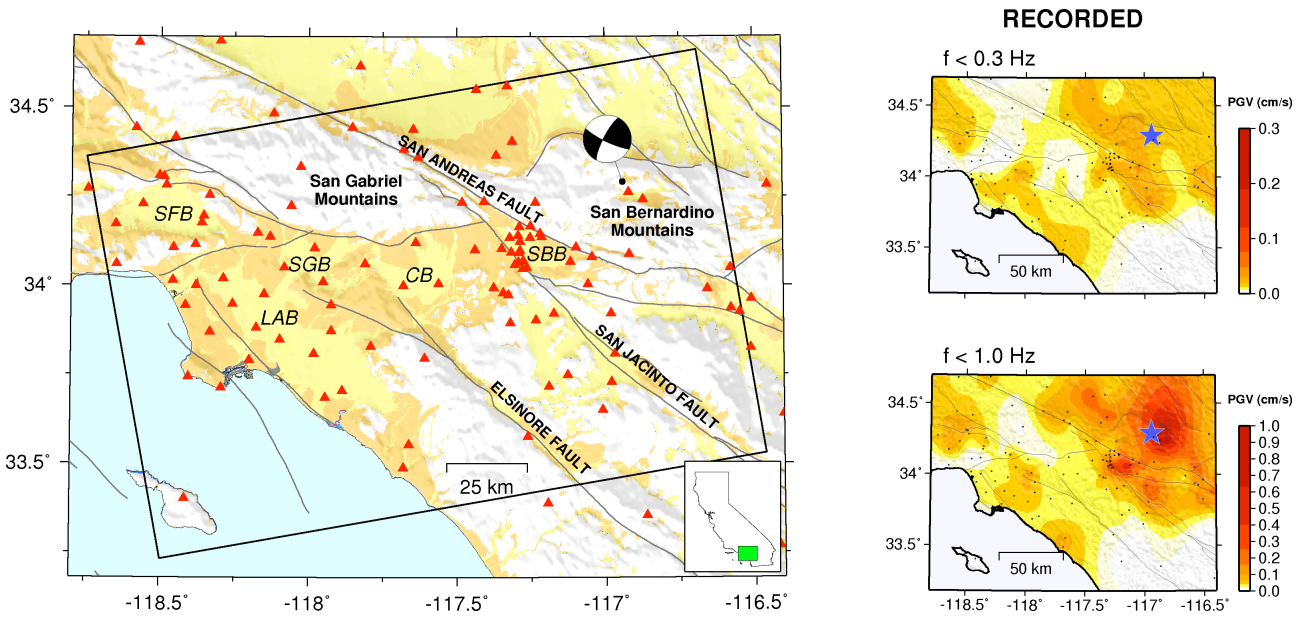 RECORDED
34.5˚
34˚
33.5˚
-118.5˚
-118˚
-117.5˚
-117˚
-116.5˚
SAN ANDREAS FAULT
San Gabriel
Mountains
San Bernardino
Mountains
SFB
SGB
CB
SBB
LAB
SAN JACINTO FAULT
ELSINORE FAULT
25 km
f < 0.3 Hz
34.5˚
34˚
33.5˚
50 km
PGV (cm/s)
0.3
0.2
0.1
0.0
f < 1.0 Hz
34.5˚
34˚
33.5˚
50 km
-118.5˚
-118˚
-117.5˚
-117˚
-116.5˚
PGV (cm/s)
1.0
0.9
0.8
0.7
0.6
0.5
0.4
0.3
0.2
0.1
0.0